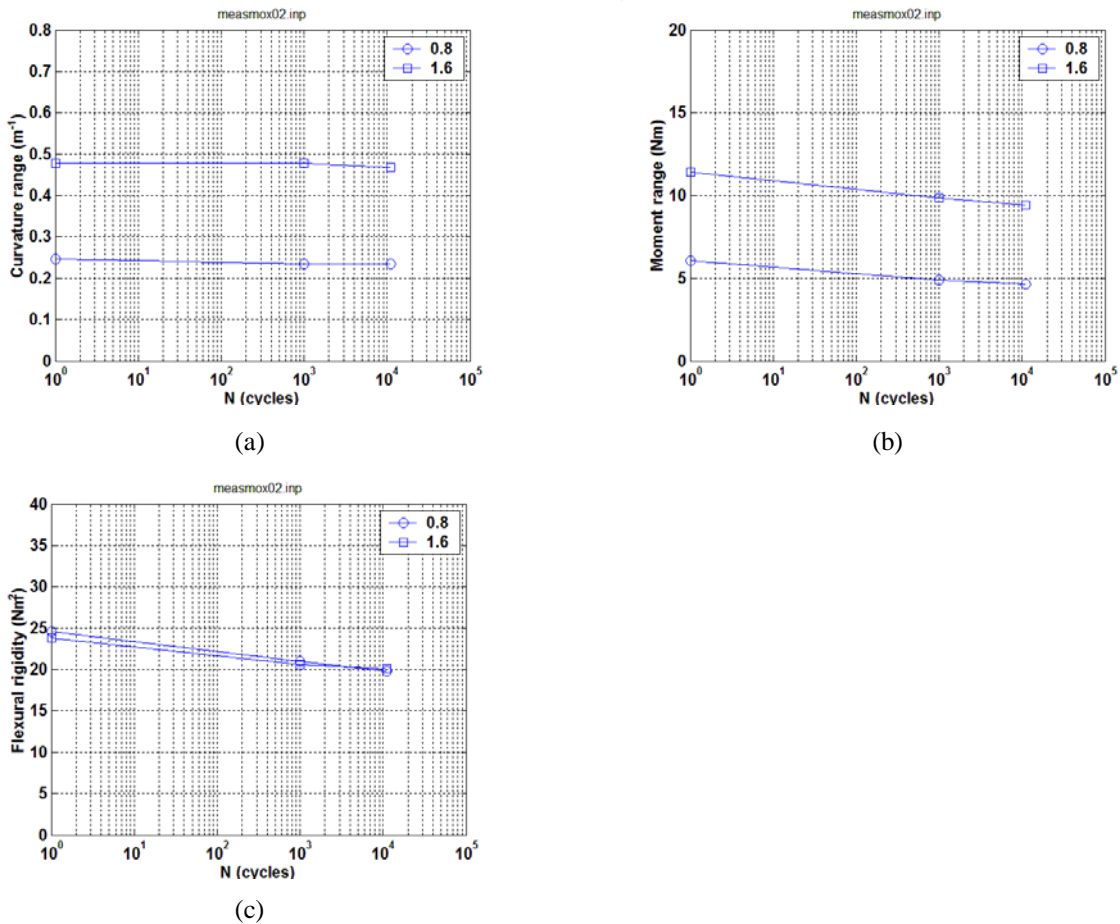 measmox02.inp
0.8
1.6
0.8
0.7
0.6
0.5
0.4
0.3
0.2
0.1
0
Curvature range (m⁻¹)
10⁰ 10¹ 10² 10³ 10⁴ 10⁵
N (cycles)
(a)
measmox02.inp
0.8
1.6
20
15
10
5
0
Moment range (Nm)
10⁰ 10¹ 10² 10³ 10⁴ 10⁵
N (cycles)
(b)
measmox02.inp
0.8
1.6
40
35
30
25
20
15
10
5
0
Flexural rigidity (Nm²)
10⁰ 10¹ 10² 10³ 10⁴ 10⁵
N (cycles)
(c)